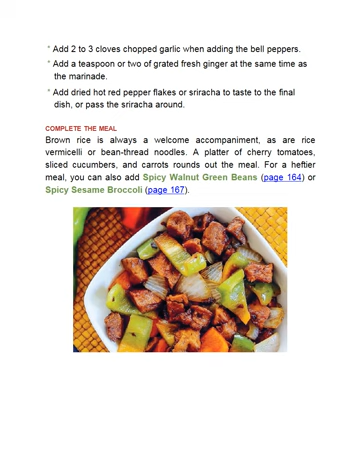 * Add 2 to 3 cloves chopped garlic when adding the bell peppers.
* Add a teaspoon or two of grated fresh ginger at the same time as
the marinade.
* Add dried hot red pepper flakes or sriracha to taste to the final
dish, or pass the sriracha around.
COMPLETE THE MEAL
Brown rice is always a welcome accompaniment, as are rice
vermicelli or bean-thread noodles. A platter of cherry tomatoes,
sliced cucumbers, and carrots rounds out the meal. For a heftier
meal, you can also add Spicy Walnut Green Beans (page 164) or
Spicy Sesame Broccoli (page 167).